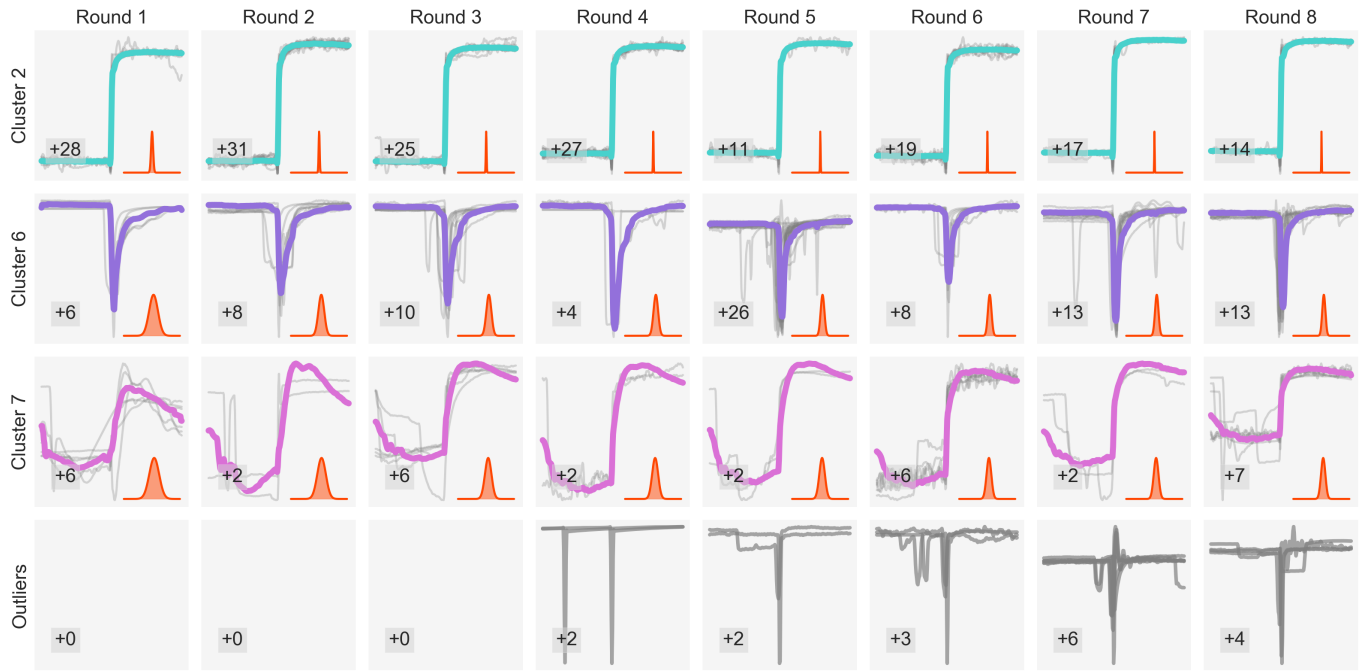 Round 1 Round 2 Round 3 Round 4 Round 5 Round 6 Round 7 Round 8
Cluster 2
+28 +31 +25 +27 +11 +19 +17 +14
Cluster 6
+6 +8 +10 +4 +26 +8 +13 +13
Cluster 7
+6 +2 +6 +2 +2 +6 +2 +7
Outliers
+0 +0 +0 +2 +2 +3 +6 +4